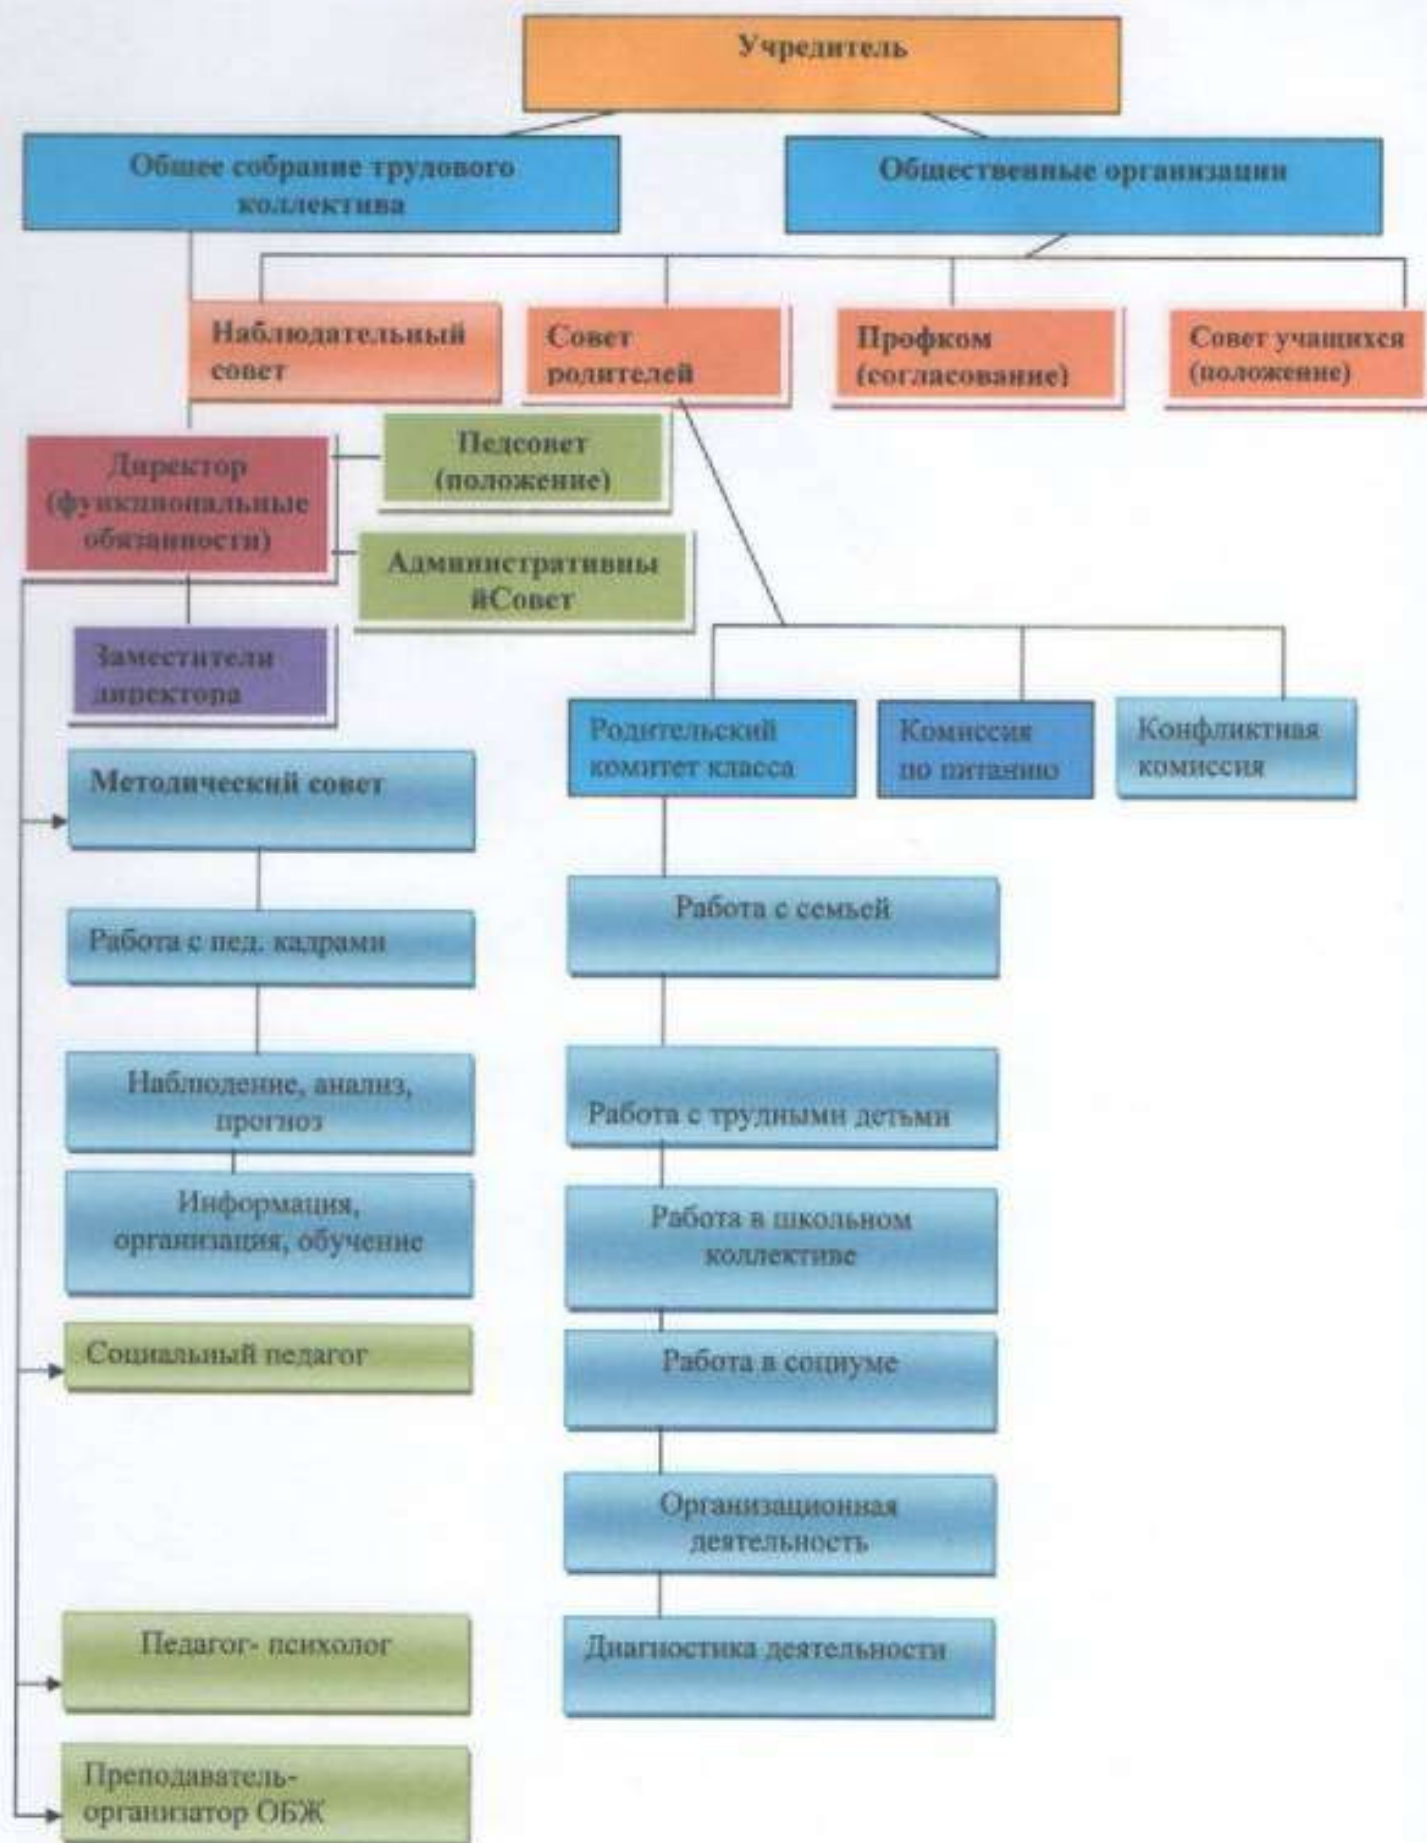 Учредитель
Общее собрание трудового
коллектива
Общественные организации
Наблюдательный
совет
Совет
родителей
Профком
(согласование)
Совет учащихся
(положение)
Директор
(функциональные
обязанности)
Педсовет
(положение)
Административны
йСовет
Заместители
директора
Родительский
комитет класса
Комиссия
по питанию
Конфликтная
комиссия
Методический совет
Работа с пед. кадрами
Наблюдение, анализ,
прогноз
Информация,
организация, обучение
Социальный педагог
Педагог- психолог
Преподаватель-
организатор ОБЖ
Работа с семьей
Работа с трудными детьми
Работа в школьном
коллективе
Работа в социуме
Организационная
деятельность
Диагностика деятельности